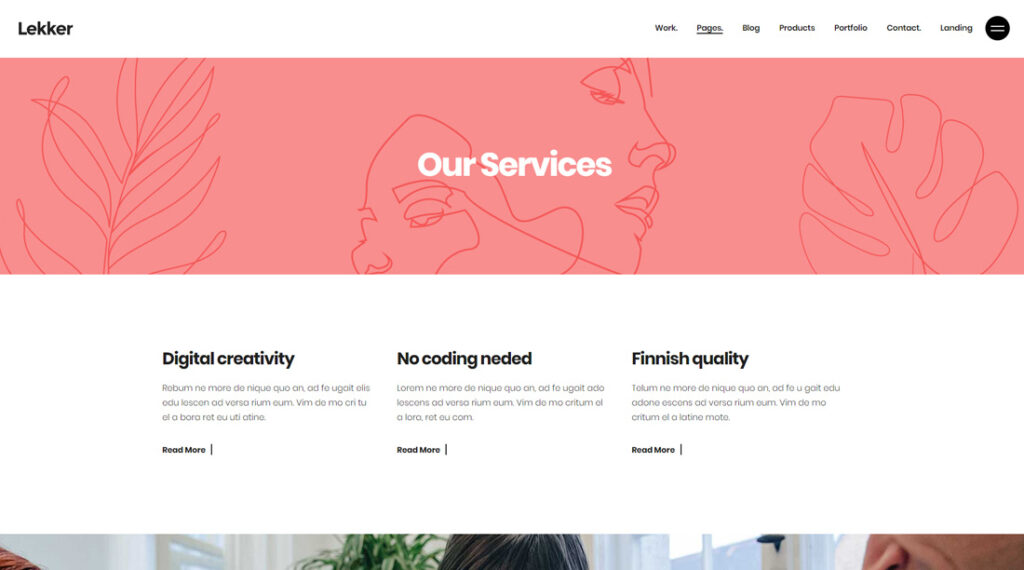 Lekker
Work. Pages. Blog Products Portfolio Contact. Landing
Our Services
Digital creativity
Rebum ne more de nique quo an, ad fe ugait elis
edu lescen ad versa rium eum. Vim de mo cri tu
el a bora ret eu uti atine.
Read More
No coding neded
Lorem ne more de nique quo an, ad fe ugait ado
lescens ad versa rium eum. Vim de mo critum el
a lora, ret eu com.
Read More
Finnish quality
Telum ne more de nique quo an, ad fe u gait edu
adone escens ad versa rium eum. Vim de mo
critum el a latine mote.
Read More